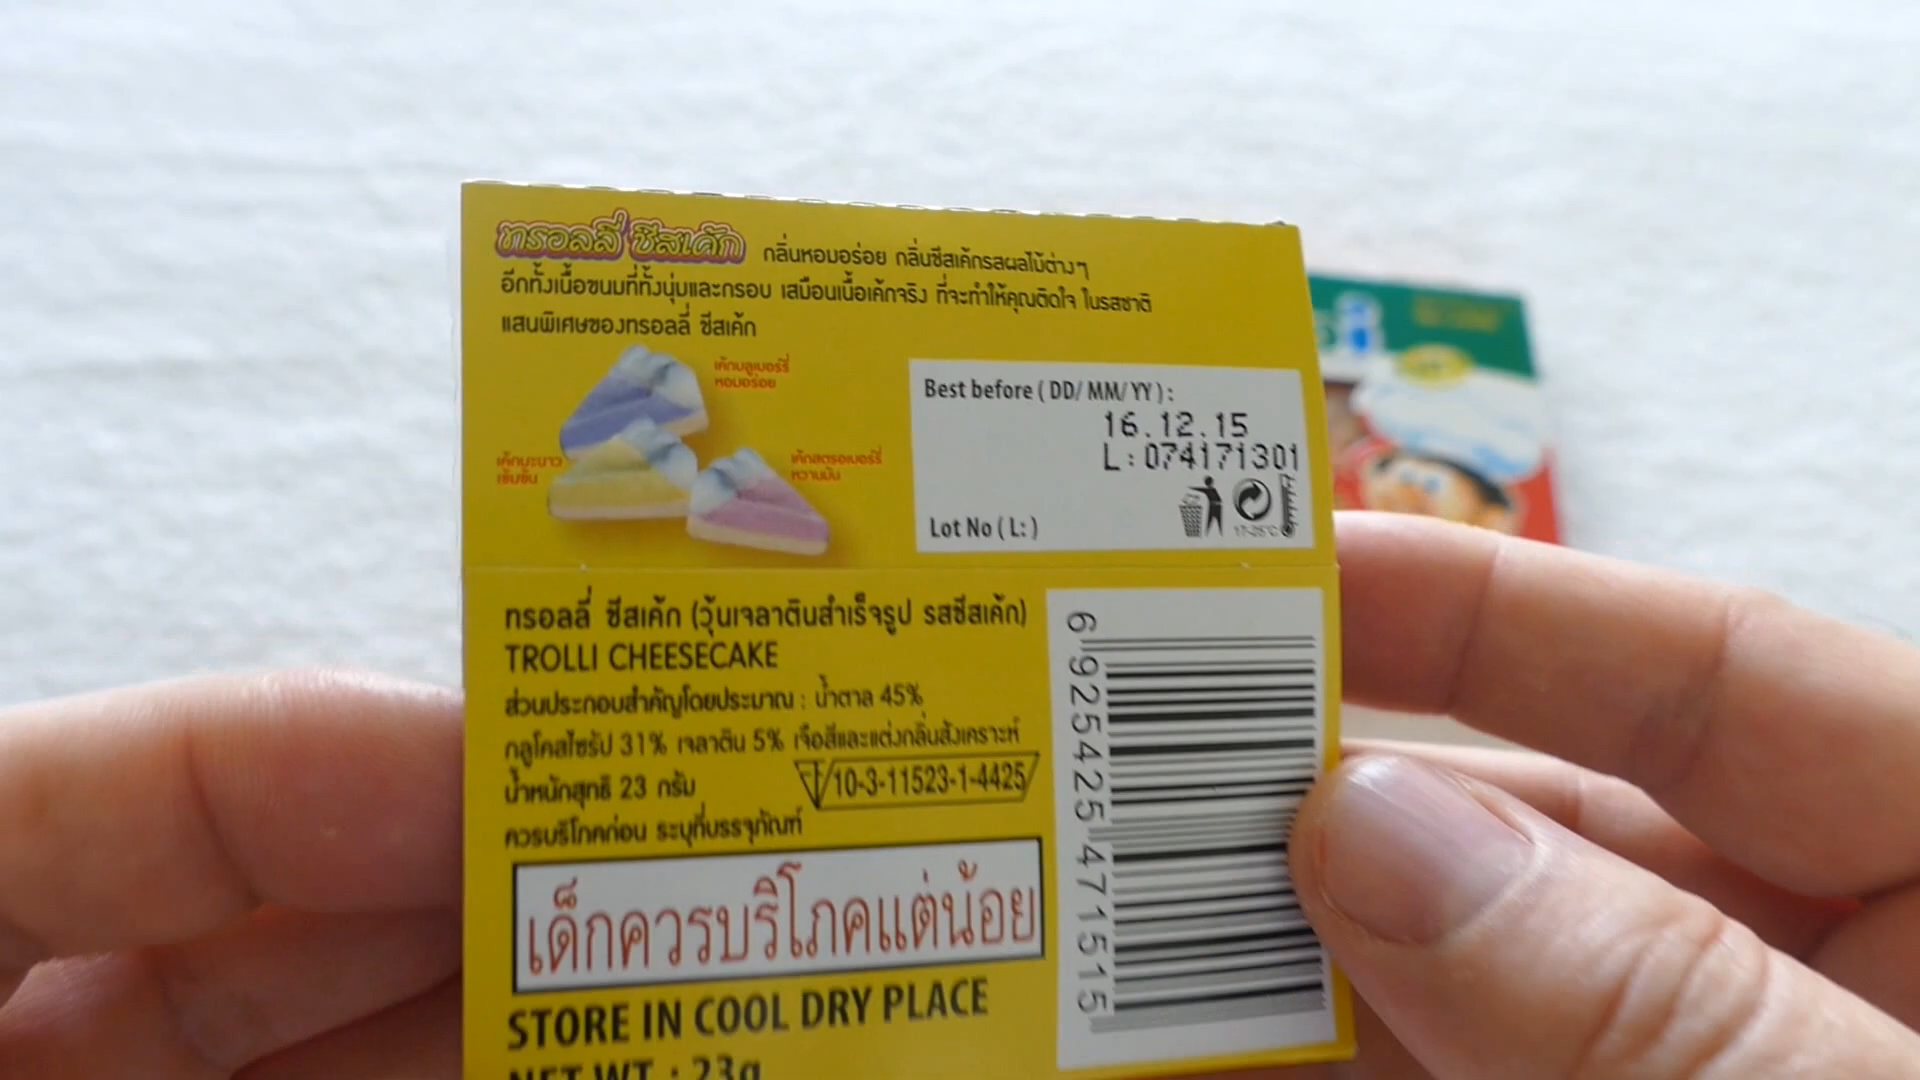 ทรอลลี่ ชีสเค้ก กลิ่นหอมอร่อย กลิ่นชีสเค้กรสผลไม้ต่างๆ
อีกทั้งเนื้อขนมที่ทั้งนุ่มและกรอบ เสมือนเนื้อเค้กจริง ที่จะทำให้คุณติดใจ ในรสชาติ
แสนพิเศษของทรอลลี่ ชีสเค้ก
เค้กบลูเบอร์รี่
หอมอร่อย
เค้กมะนาว
เข้มข้น
เค้กสตรอเบอร์รี่
หวานมัน
Best before ( DD/ MM/ YY ) :
16.12.15
L: 074171301
17-25°C
Lot No ( L: )
ทรอลลี่ ชีสเค้ก (วุ้นเจลาตินสำเร็จรูป รสชีสเค้ก)
TROLLI CHEESECAKE
ส่วนประกอบสำคัญโดยประมาณ : น้ำตาล 45%
กลูโคสไซรัป 31% เจลาติน 5% เจือสีและแต่งกลิ่นสังเคราะห์
น้ำหนักสุทธิ 23 กรัม
10-3-11523-1-4425
ควรบริโภคก่อน ระบุที่บรรจุภัณฑ์
เด็กควรบริโภคแต่น้อย
STORE IN COOL DRY PLACE
NET WT : 23g
6 925425 471515